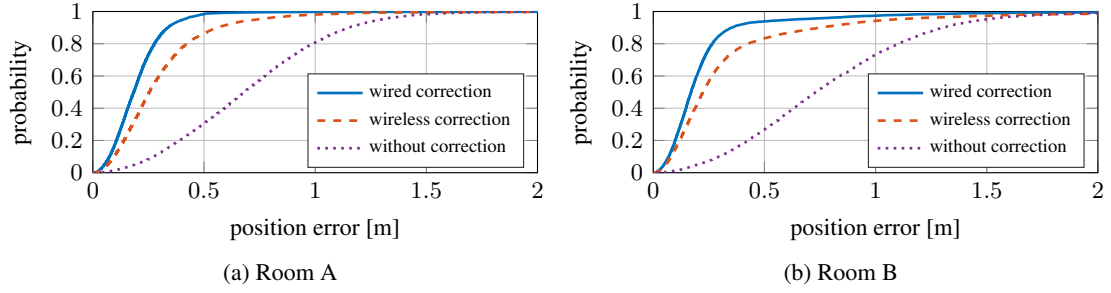 1
0.8
0.6
0.4
0.2
0
probability
wired correction
wireless correction
without correction
0 0.5 1 1.5 2
position error [m]
(a) Room A
1
0.8
0.6
0.4
0.2
0
probability
wired correction
wireless correction
without correction
0 0.5 1 1.5 2
position error [m]
(b) Room B